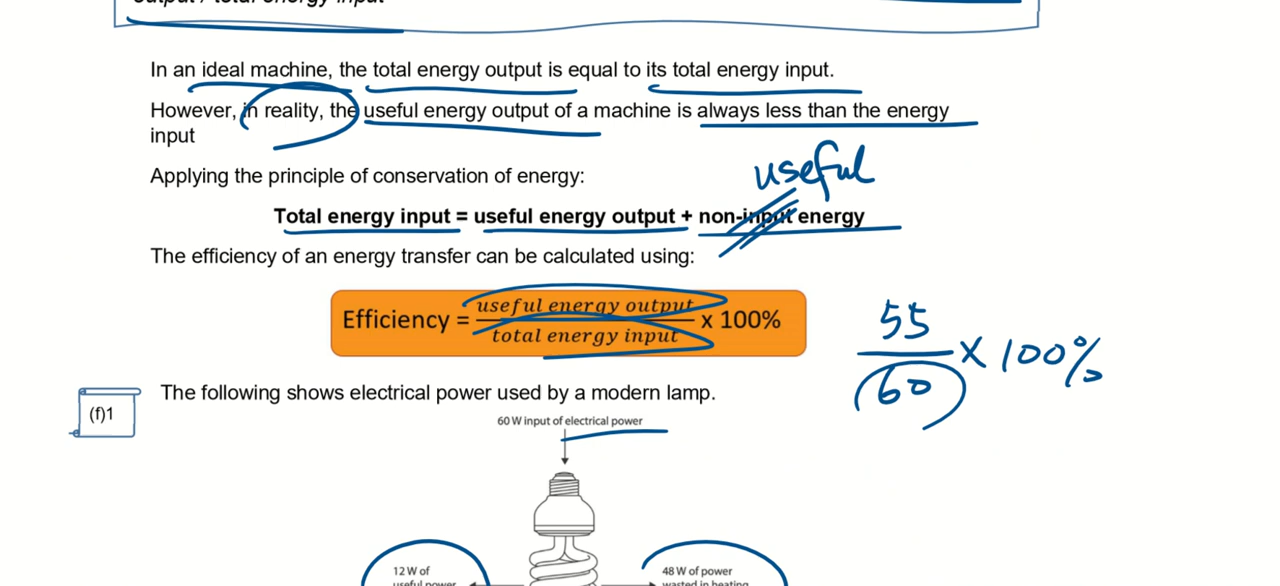 output / total energy input
In an ideal machine, the total energy output is equal to its total energy input.
However, in reality, the useful energy output of a machine is always less than the energy
input
Applying the principle of conservation of energy:
useful
Total energy input = useful energy output + non-input energy
The efficiency of an energy transfer can be calculated using:
Efficiency = useful energy output / total energy input x 100%
55
60
x 100%
(f)1
The following shows electrical power used by a modern lamp.
60 W input of electrical power
12 W of
useful power
48 W of power
wasted in heating